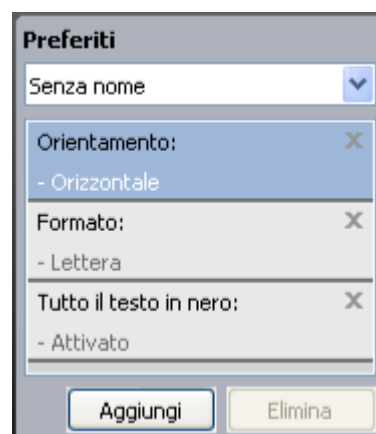 Preferiti
Senza nome
Orientamento:
- Orizzontale
Formato:
- Lettera
Tutto il testo in nero:
- Attivato
Aggiungi
Elimina